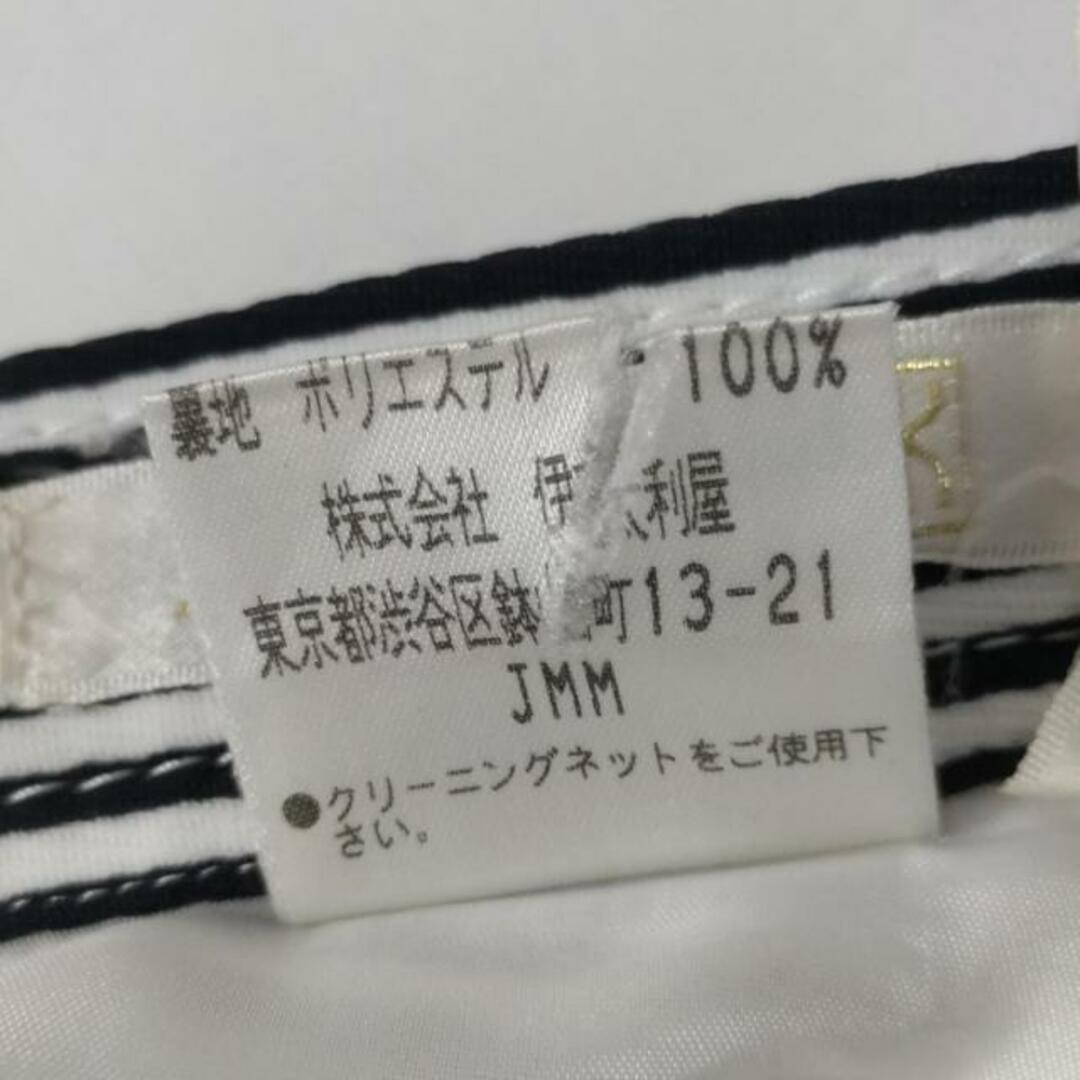 裏地 ポリエステル 100%
株式会社 伊 利屋
東京都渋谷区鉢 町13-21
JMM
●クリーニングネットをご使用下
さい。